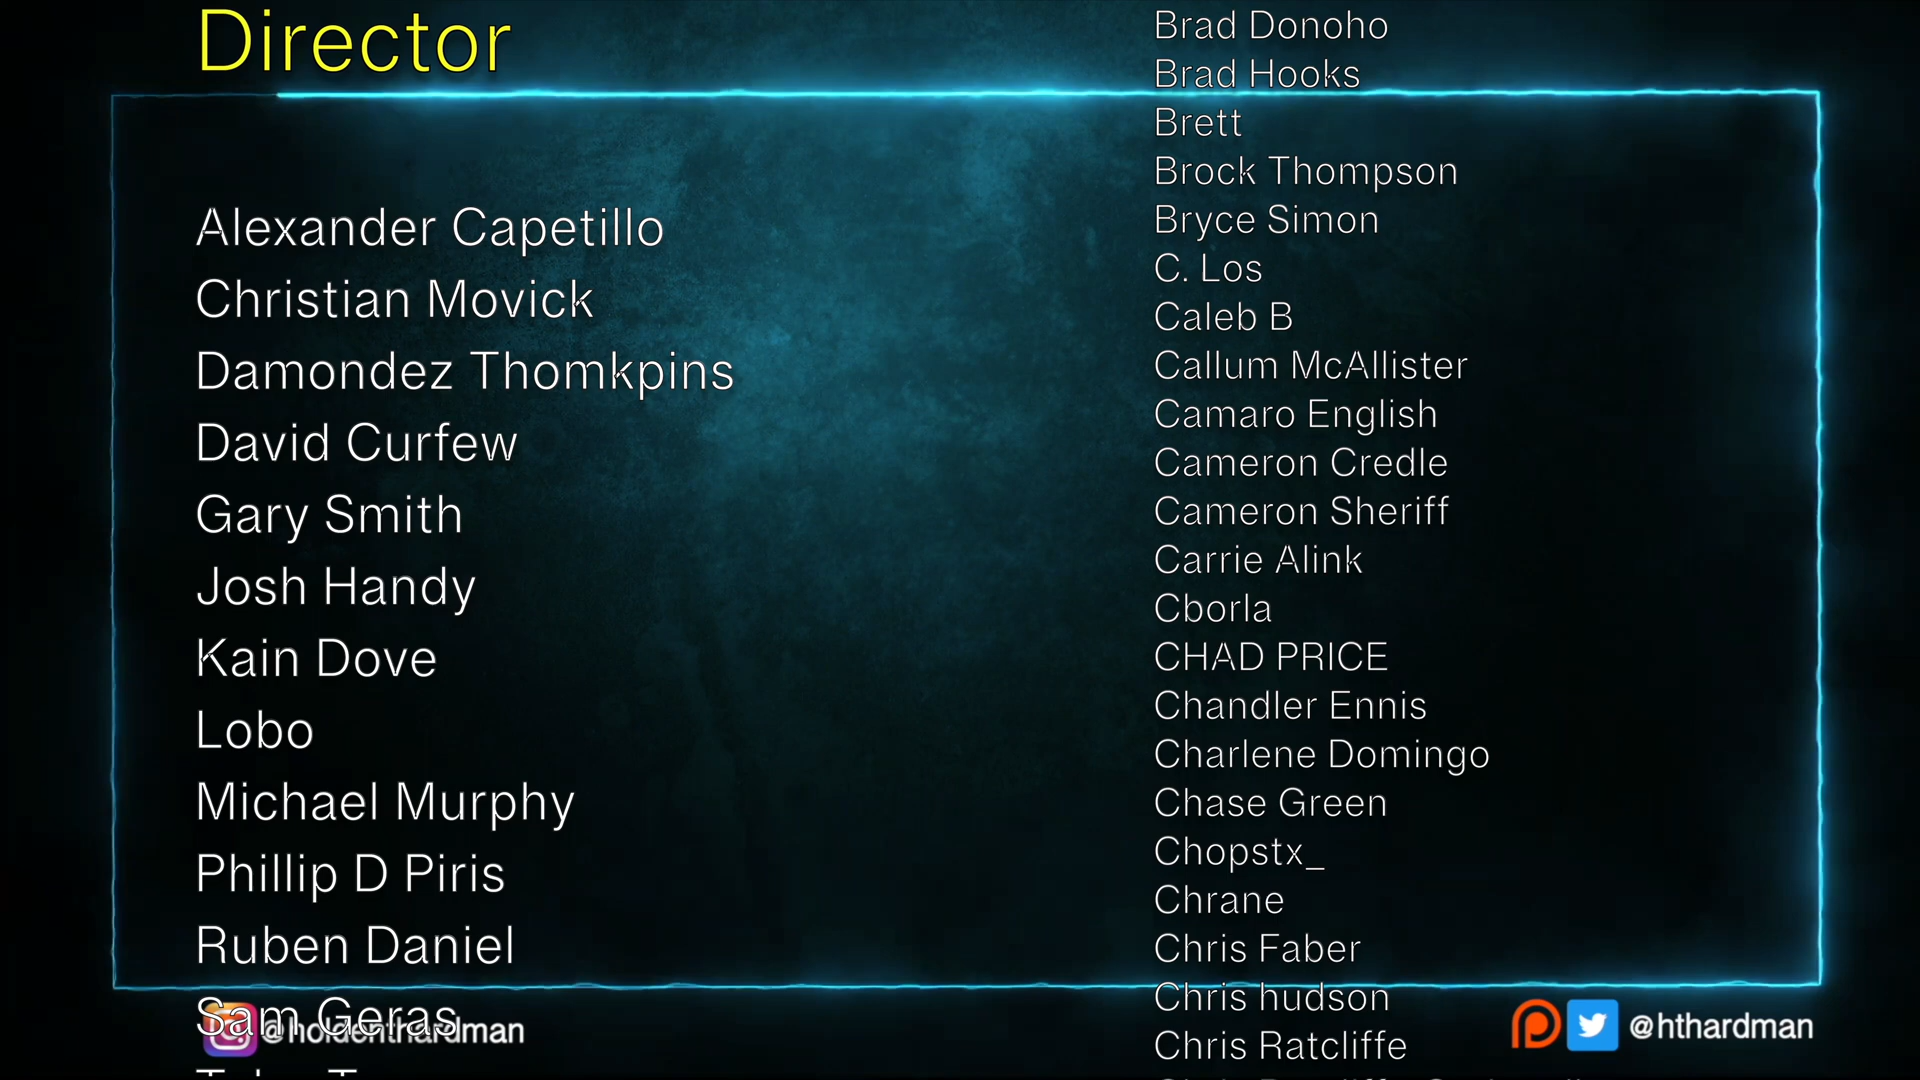 Director
Alexander Capetillo
Christian Movick
Damondez Thomkpins
David Curfew
Gary Smith
Josh Handy
Kain Dove
Lobo
Michael Murphy
Phillip D Piris
Ruben Daniel
Sam Geras
@holdenthardman
Brad Donoho
Brad Hooks
Brett
Brock Thompson
Bryce Simon
C. Los
Caleb B
Callum McAllister
Camaro English
Cameron Credle
Cameron Sheriff
Carrie Alink
Cborla
CHAD PRICE
Chandler Ennis
Charlene Domingo
Chase Green
Chopstx_
Chrane
Chris Faber
Chris hudson
Chris Ratcliffe
@hthardman